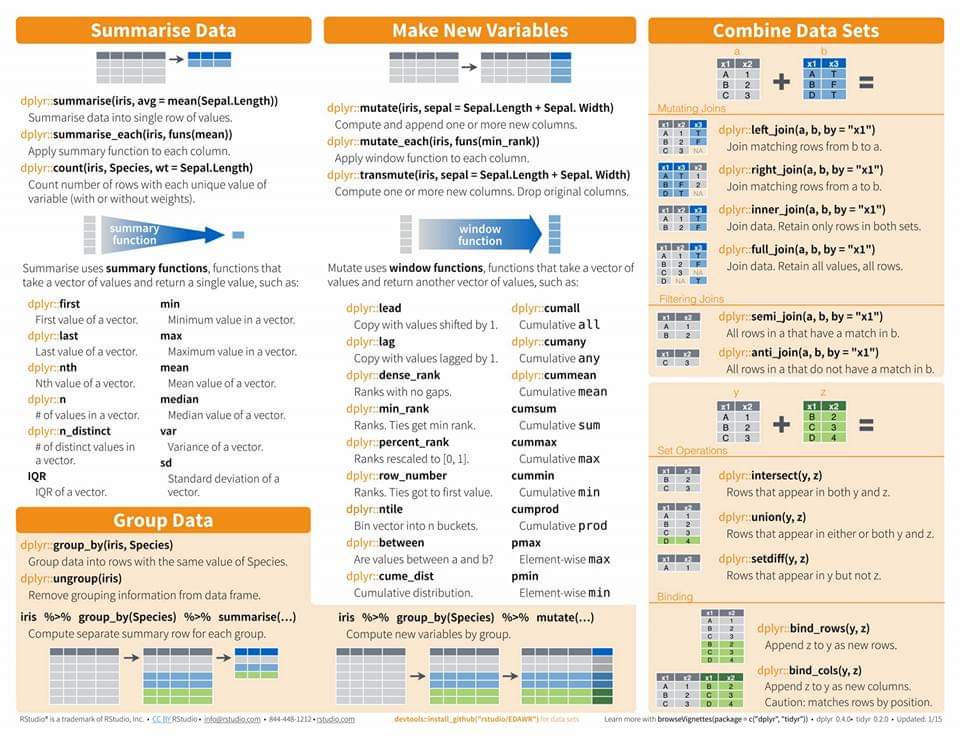 Summarise Data
dplyr::summarise(iris, avg = mean(Sepal.Length))
Summarise data into single row of values.
dplyr::summarise_each(iris, funs(mean))
Apply summary function to each column.
dplyr::count(iris, Species, wt = Sepal.Length)
Count number of rows with each unique value of
variable (with or without weights).
summary
function
Summarise uses summary functions, functions that
take a vector of values and return a single value, such as:
dplyr::first
First value of a vector.
dplyr::last
Last value of a vector.
dplyr::nth
Nth value of a vector.
dplyr::n
# of values in a vector.
dplyr::n_distinct
# of distinct values in
a vector.
IQR
IQR of a vector.
min
Minimum value in a vector.
max
Maximum value in a vector.
mean
Mean value of a vector.
median
Median value of a vector.
var
Variance of a vector.
sd
Standard deviation of a
vector.
Group Data
dplyr::group_by(iris, Species)
Group data into rows with the same value of Species.
dplyr::ungroup(iris)
Remove grouping information from data frame.
iris %>% group_by(Species) %>% summarise(…)
Compute separate summary row for each group.
Make New Variables
dplyr::mutate(iris, sepal = Sepal.Length + Sepal. Width)
Compute and append one or more new columns.
dplyr::mutate_each(iris, funs(min_rank))
Apply window function to each column.
dplyr::transmute(iris, sepal = Sepal.Length + Sepal. Width)
Compute one or more new columns. Drop original columns.
window
function
Mutate uses window functions, functions that take a vector of
values and return another vector of values, such as:
dplyr::lead
Copy with values shifted by 1.
dplyr::lag
Copy with values lagged by 1.
dplyr::dense_rank
Ranks with no gaps.
dplyr::min_rank
Ranks. Ties get min rank.
dplyr::percent_rank
Ranks rescaled to [0, 1].
dplyr::row_number
Ranks. Ties got to first value.
dplyr::ntile
Bin vector into n buckets.
dplyr::between
Are values between a and b?
dplyr::cume_dist
Cumulative distribution.
dplyr::cumall
Cumulative all
dplyr::cumany
Cumulative any
dplyr::cummean
Cumulative mean
cumsum
Cumulative sum
cummax
Cumulative max
cummin
Cumulative min
cumprod
Cumulative prod
pmax
Element-wise max
pmin
Element-wise min
iris %>% group_by(Species) %>% mutate(…)
Compute new variables by group.
Combine Data Sets
a b
x1 x2 x1 x3
A 1 A T
B 2 + B F =
C 3 D T
Mutating Joins
x1 x2 x3
A 1 T
B 2 F
C 3 NA
dplyr::left_join(a, b, by = "x1")
Join matching rows from b to a.
x1 x3 x2
A T 1
B F 2
D T NA
dplyr::right_join(a, b, by = "x1")
Join matching rows from a to b.
x1 x2 x3
A 1 T
B 2 F
dplyr::inner_join(a, b, by = "x1")
Join data. Retain only rows in both sets.
x1 x2 x3
A 1 T
B 2 F
C 3 NA
D NA T
dplyr::full_join(a, b, by = "x1")
Join data. Retain all values, all rows.
Filtering Joins
x1 x2
A 1
B 2
dplyr::semi_join(a, b, by = "x1")
All rows in a that have a match in b.
x1 x2
C 3
dplyr::anti_join(a, b, by = "x1")
All rows in a that do not have a match in b.
y z
x1 x2 x1 x2
A 1 B 2
B 2 + C 3 =
C 3 D 4
Set Operations
x1 x2
B 2
C 3
dplyr::intersect(y, z)
Rows that appear in both y and z.
x1 x2
A 1
B 2
C 3
D 4
dplyr::union(y, z)
Rows that appear in either or both y and z.
x1 x2
A 1
dplyr::setdiff(y, z)
Rows that appear in y but not z.
Binding
x1 x2
A 1
B 2
C 3
B 2
C 3
D 4
dplyr::bind_rows(y, z)
Append z to y as new rows.
x1 x2 x1 x2
A 1 B 2
B 2 C 3
C 3 D 4
dplyr::bind_cols(y, z)
Append z to y as new columns.
Caution: matches rows by position.
RStudio® is a trademark of RStudio, Inc. • CC BY RStudio • info@rstudio.com • 844-448-1212 • rstudio.com
devtools::install_github("rstudio/EDAWR") for data sets
Learn more with browseVignettes(package = c("dplyr", "tidyr")) • dplyr 0.4.0• tidyr 0.2.0 • Updated: 1/15